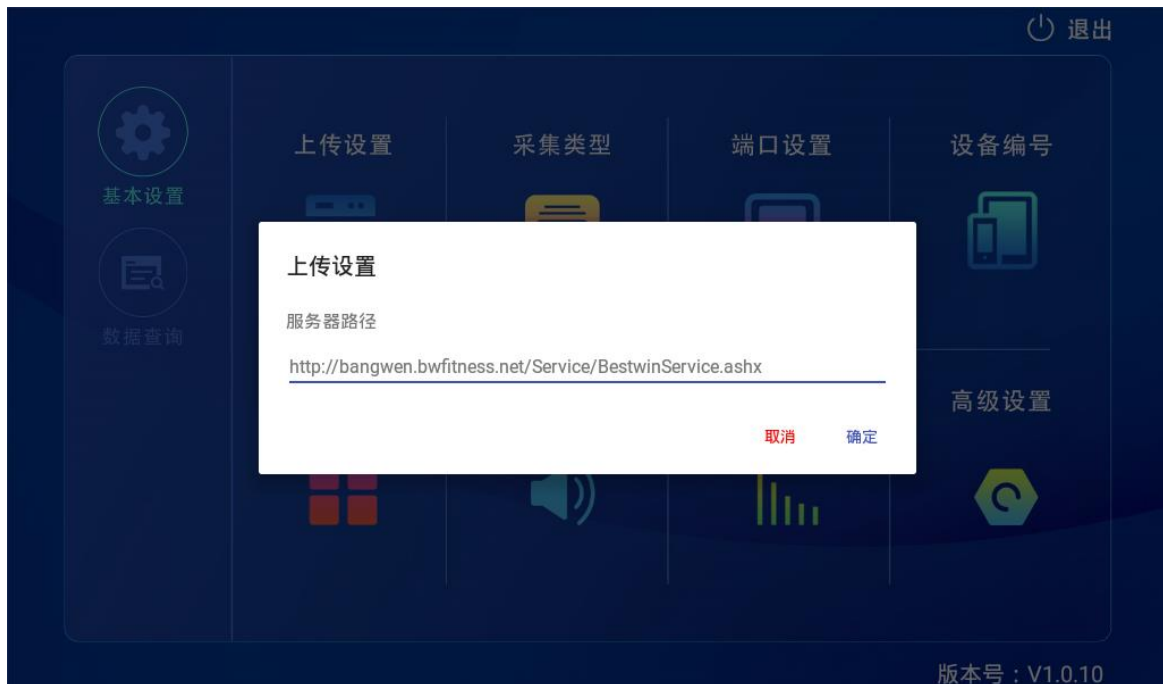 退出
上传设置 采集类型 端口设置 设备编号
基本设置
数据查询
上传设置
服务器路径
http://bangwen.bwfitness.net/Service/BestwinService.ashx
取消 确定
高级设置
版本号：V1.0.10